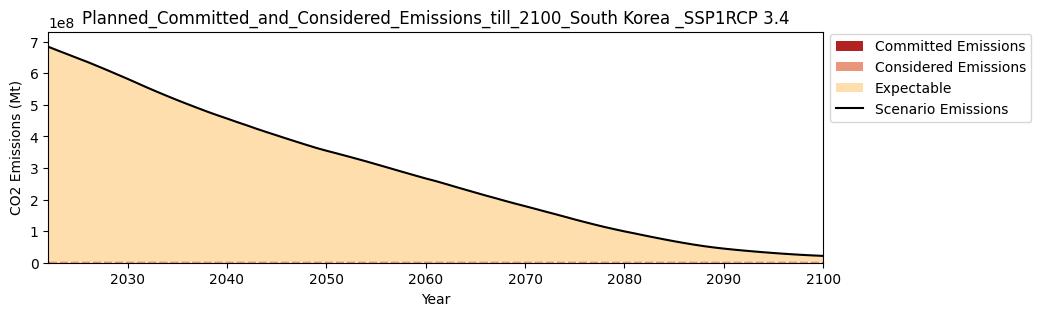 Planned_Committed_and_Considered_Emissions_till_2100_South Korea _SSP1RCP 3.4
1e8
7
6
5
4
3
2
1
0
CO2 Emissions (Mt)
2030 2040 2050 2060 2070 2080 2090 2100
Year
Committed Emissions
Considered Emissions
Expectable
Scenario Emissions